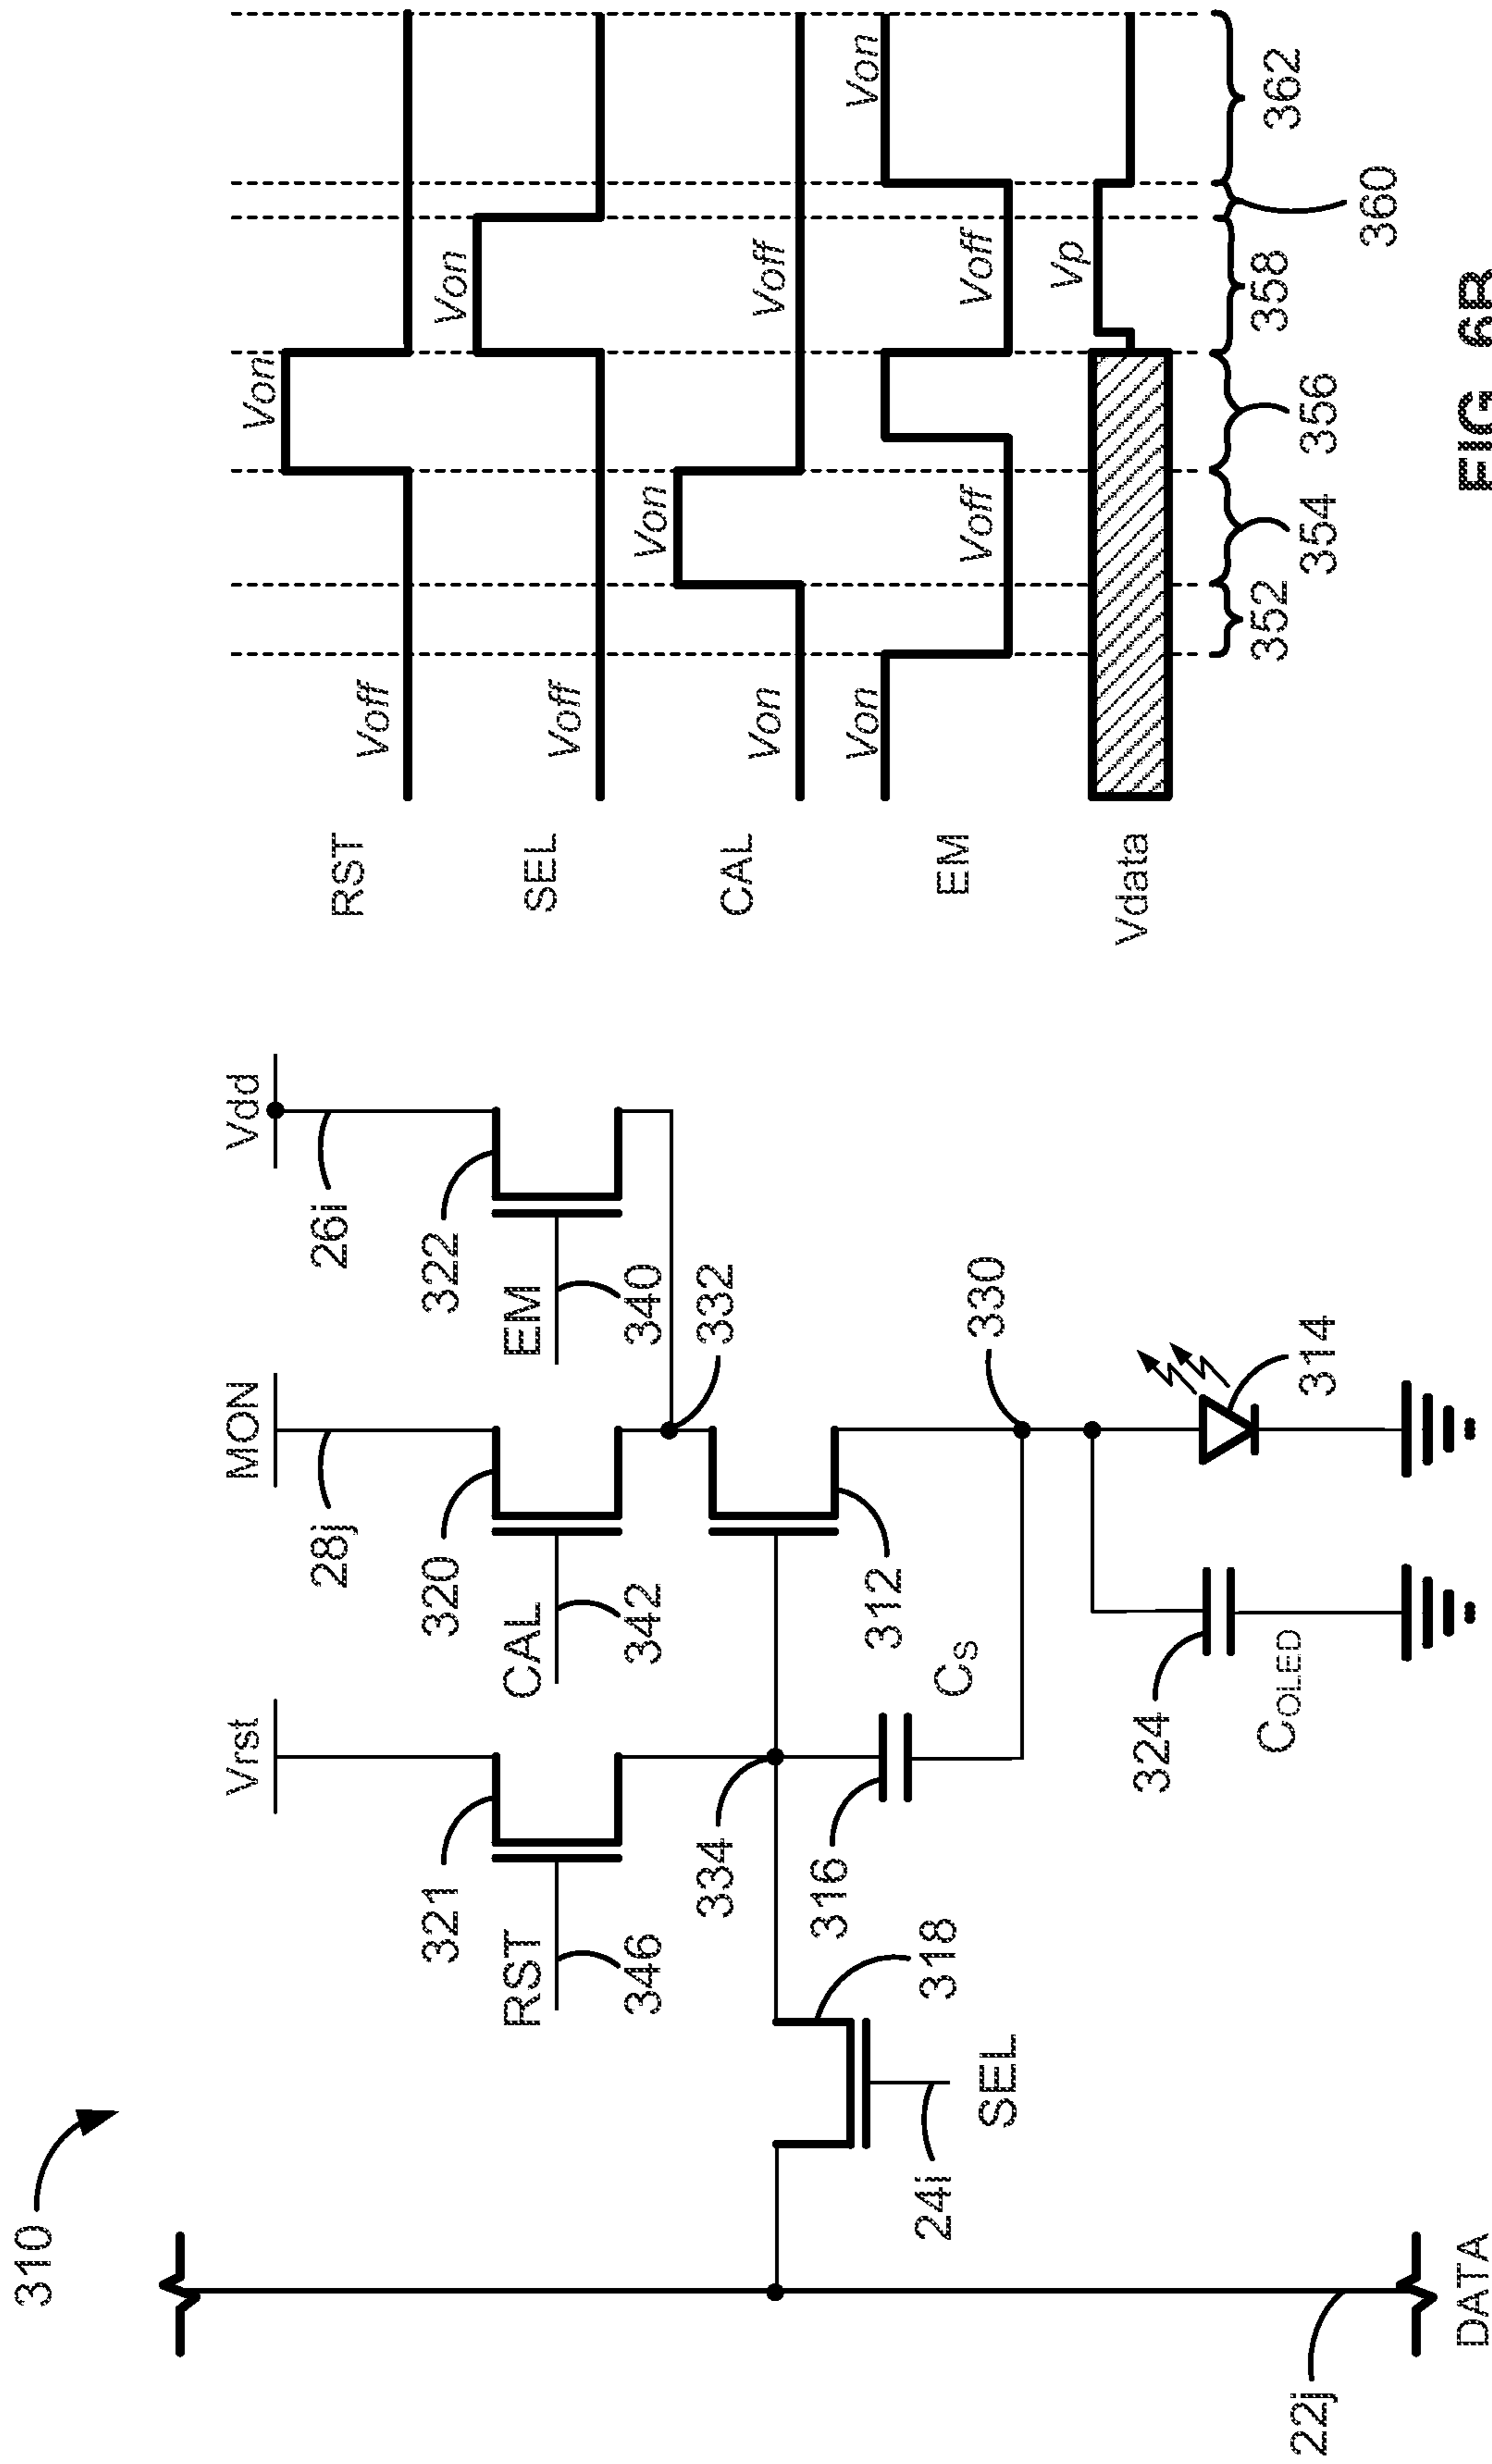 310
Vrst
MON
Vdd
28j
26i
321
320
322
RST
CAL
EM
346
342
340
334
332
316
312
318
Cs
330
24i
SEL
324
COLED
314
22j
DATA
RST
Voff
Von
SEL
Voff
Von
CAL
Von
Von
Voff
EM
Von
Voff
Voff
Von
Vdata
Vp
352
354
356
358
360
362
FIG. 6B